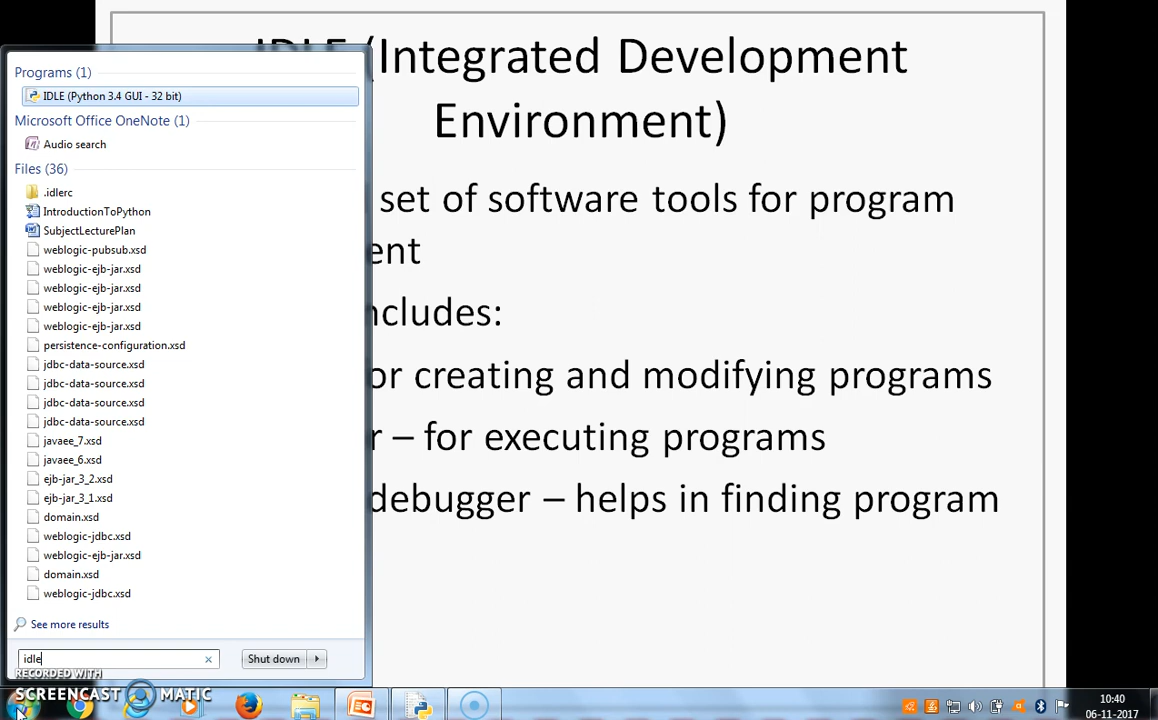 IDLE (Integrated Development
Environment)
set of software tools for program
ent
ncludes:
or creating and modifying programs
r – for executing programs
debugger – helps in finding program
Programs (1)
IDLE (Python 3.4 GUI - 32 bit)
Microsoft Office OneNote (1)
Audio search
Files (36)
.idlerc
IntroductionToPython
SubjectLecturePlan
weblogic-pubsub.xsd
weblogic-ejb-jar.xsd
weblogic-ejb-jar.xsd
weblogic-ejb-jar.xsd
weblogic-ejb-jar.xsd
persistence-configuration.xsd
jdbc-data-source.xsd
jdbc-data-source.xsd
jdbc-data-source.xsd
jdbc-data-source.xsd
javaee_7.xsd
javaee_6.xsd
ejb-jar_3_2.xsd
ejb-jar_3_1.xsd
domain.xsd
weblogic-jdbc.xsd
weblogic-ejb-jar.xsd
domain.xsd
weblogic-jdbc.xsd
See more results
idle
Shut down
RECORDED WITH
SCREENCAST MATIC
10:40
06-11-2017